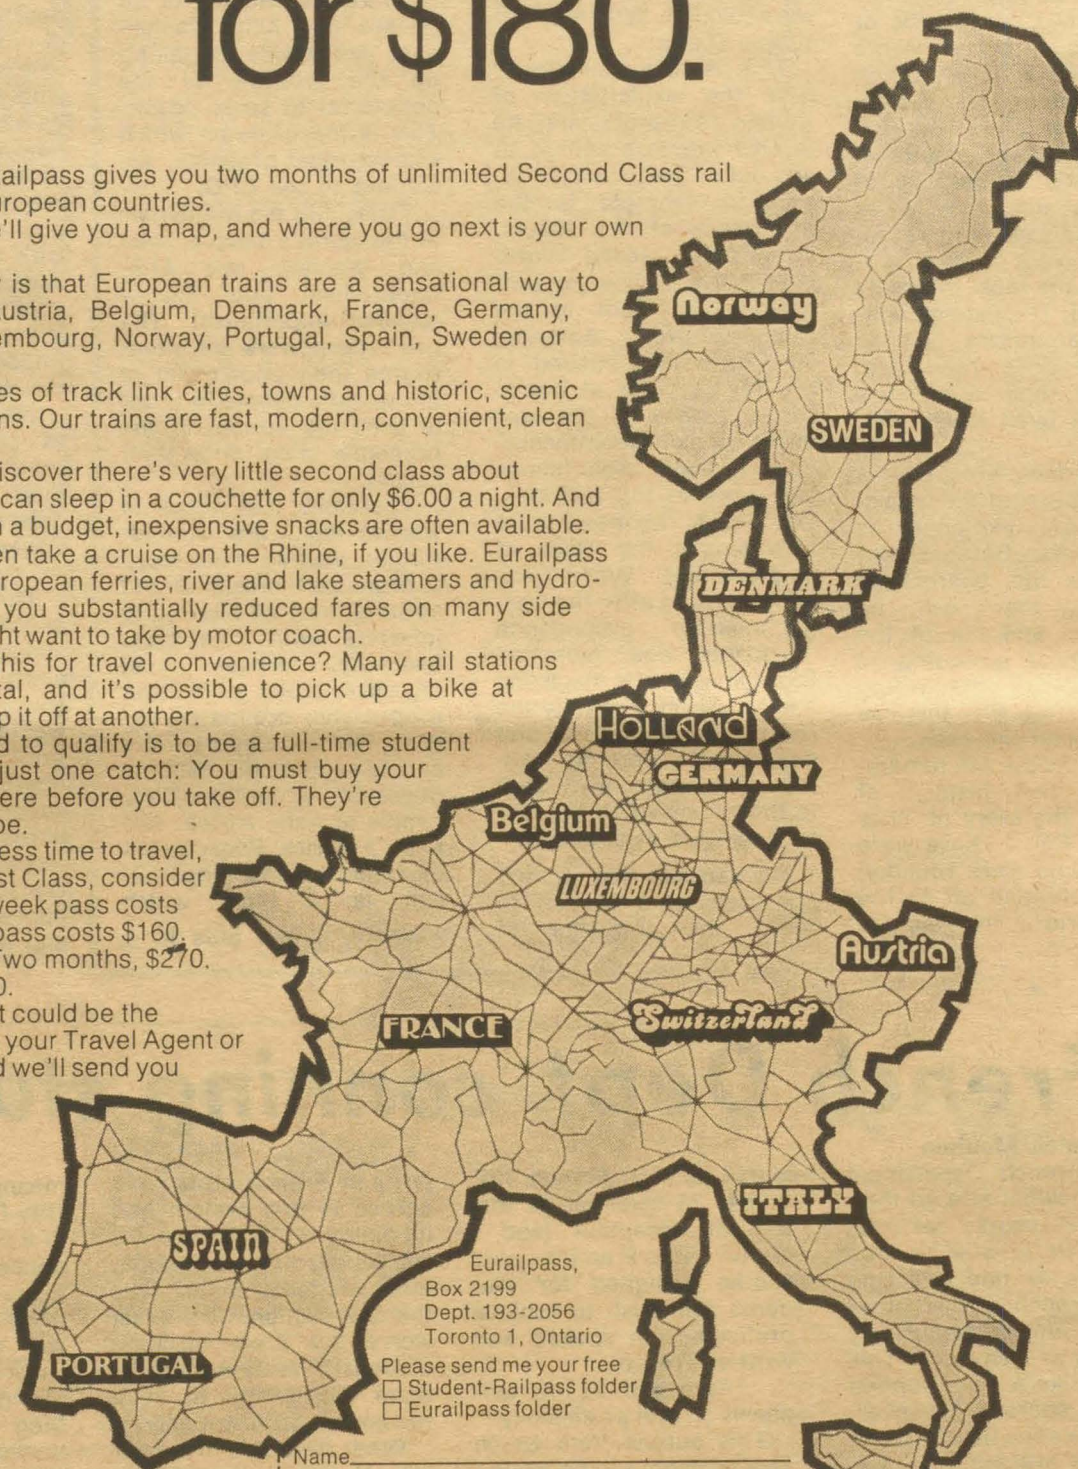 for $180.
ailpass gives you two months of unlimited Second Class rail
uropean countries.
e'll give you a map, and where you go next is your own
r is that European trains are a sensational way to
ustria, Belgium, Denmark, France, Germany,
embourg, Norway, Portugal, Spain, Sweden or
es of track link cities, towns and historic, scenic
ns. Our trains are fast, modern, convenient, clean
iscover there's very little second class about
can sleep in a couchette for only $6.00 a night. And
n a budget, inexpensive snacks are often available.
en take a cruise on the Rhine, if you like. Eurailpass
uropean ferries, river and lake steamers and hydro-
you substantially reduced fares on many side
ht want to take by motor coach.
his for travel convenience? Many rail stations
tal, and it's possible to pick up a bike at
p it off at another.
d to qualify is to be a full-time student
just one catch: You must buy your
ere before you take off. They're
pe.
ess time to travel,
st Class, consider
week pass costs
pass costs $160.
Two months, $270.
0.
t could be the
your Travel Agent or
d we'll send you
Norway
SWEDEN
DENMARK
HOLLAND
GERMANY
Belgium
LUXEMBOURG
Austria
FRANCE
Switzerland
ITALY
SPAIN
PORTUGAL
Eurailpass,
Box 2199
Dept. 193-2056
Toronto 1, Ontario
Please send me your free
□ Student-Railpass folder
□ Eurailpass folder
Name